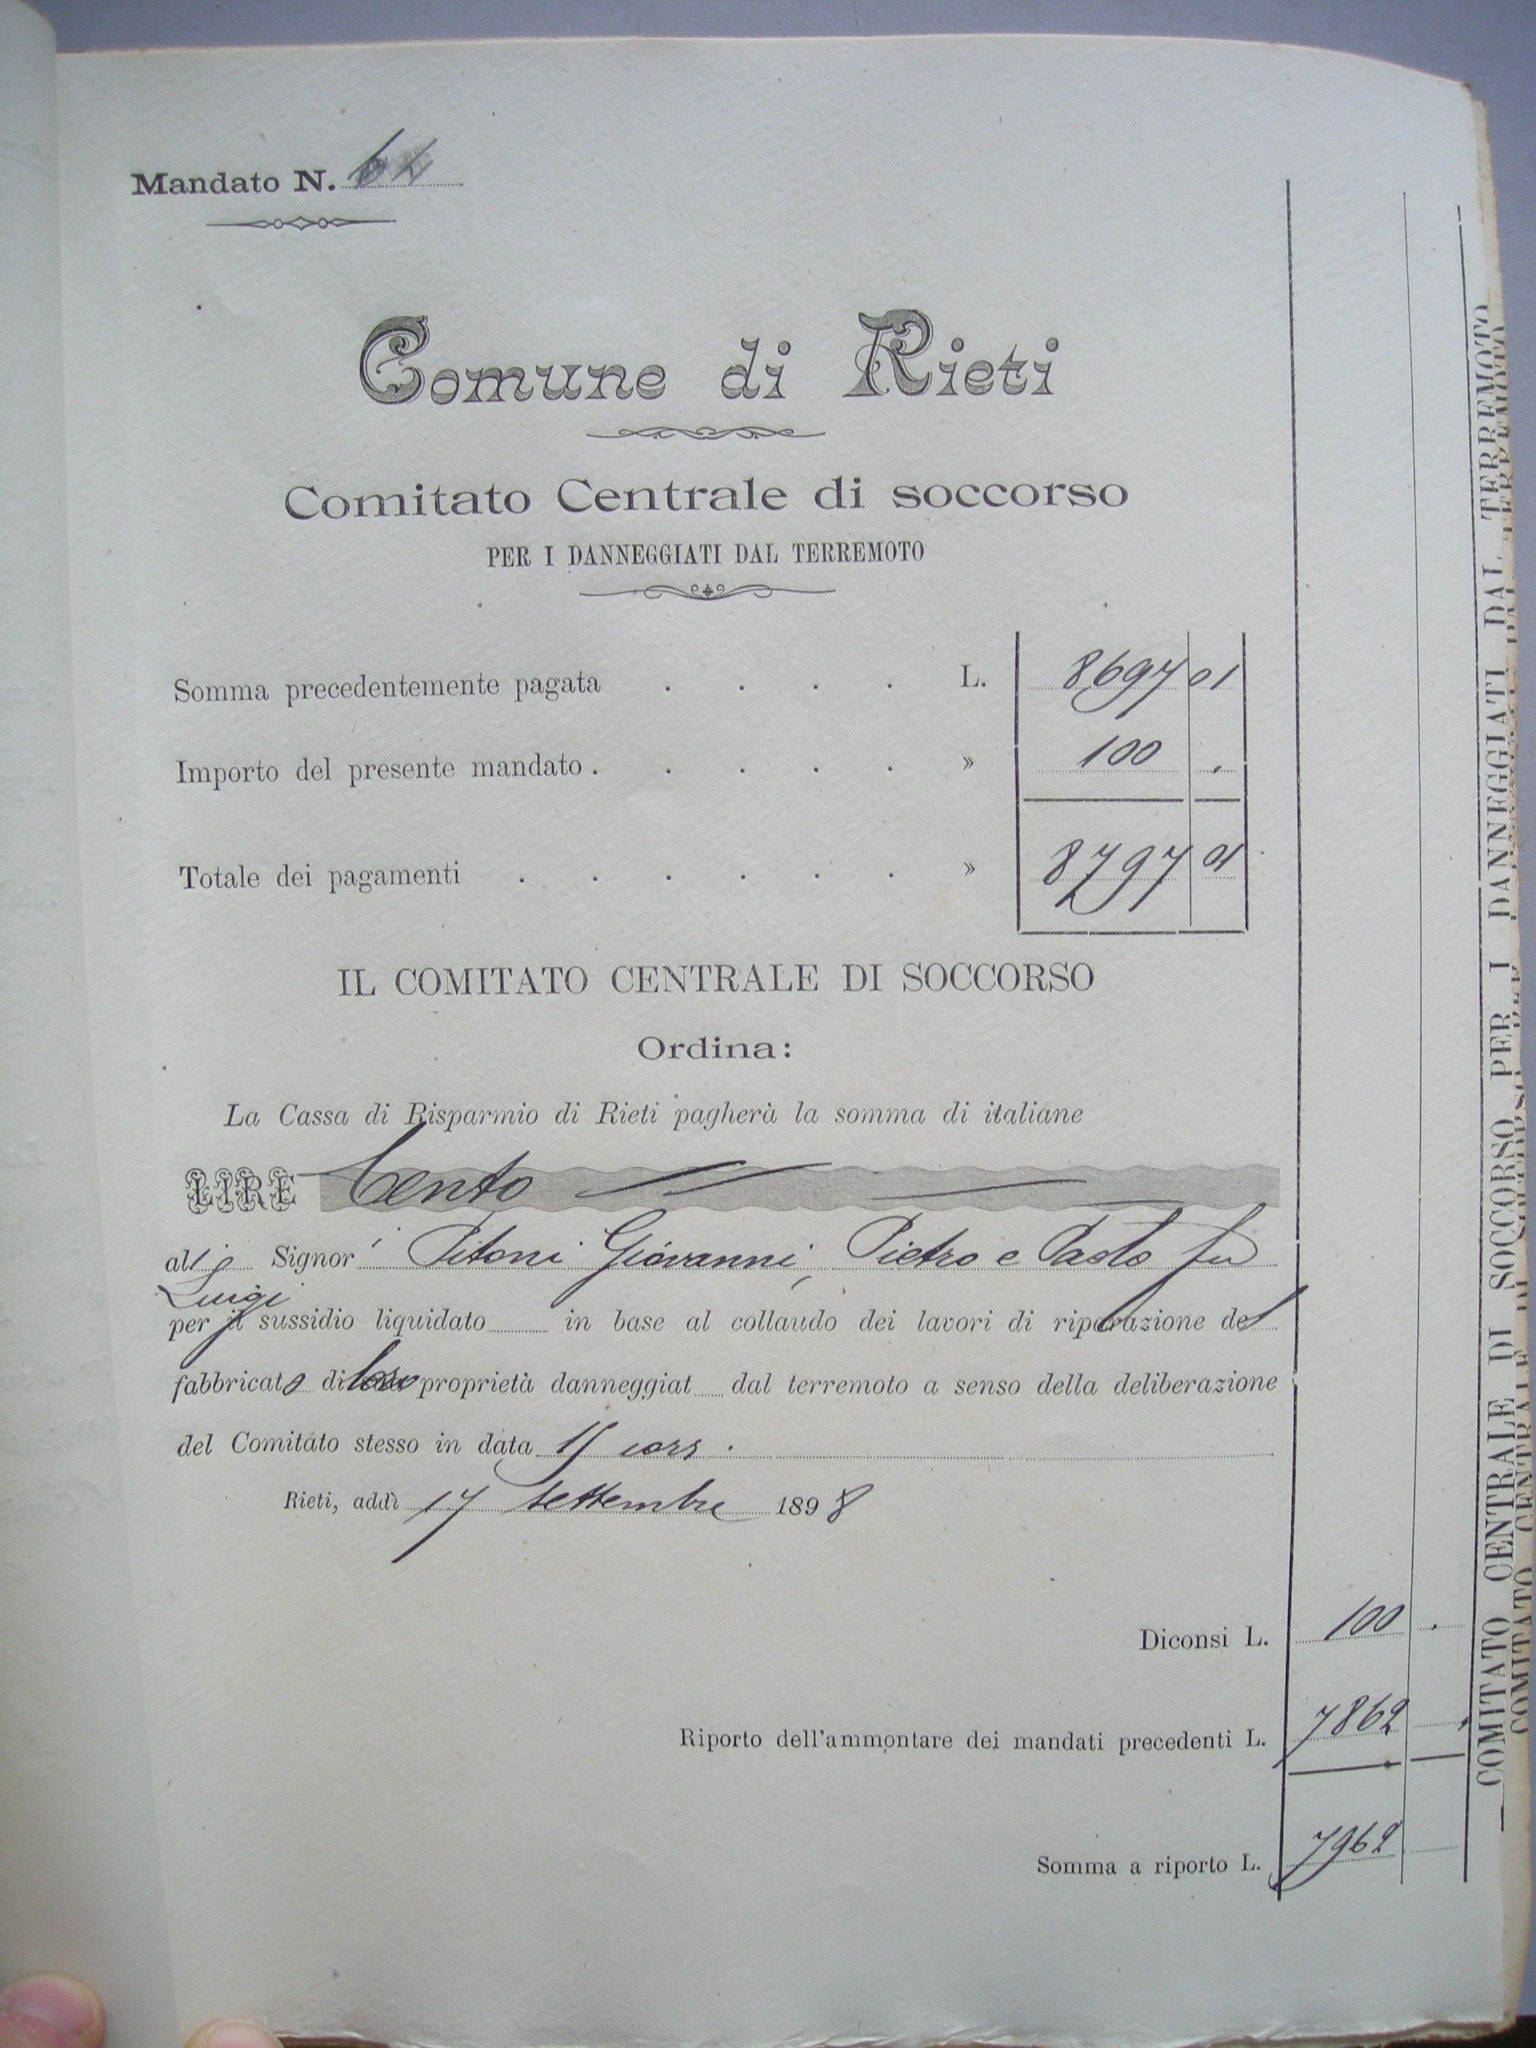 Mandato N.
Comune di Rieti
Comitato Centrale di soccorso
PER I DANNEGGIATI DAL TERREMOTO
Somma precedentemente pagata . . . . L. 8697 01
Importo del presente mandato . . . . . » 100 .
Totale dei pagamenti . . . . . . » 8797 01
IL COMITATO CENTRALE DI SOCCORSO
Ordina:
La Cassa di Risparmio di Rieti pagherà la somma di italiane
LIRE Cento
alli Signori Pitoni Giovanni, Pietro e Paolo fu
Luigi
per il sussidio liquidato in base al collaudo dei lavori di riparazione del
fabbricato di loro proprietà danneggiat dal terremoto a senso della deliberazione
del Comitato stesso in data 15 corr.
Rieti, addì 17 settembre 1898
Diconsi L. 100 .
Riporto dell'ammontare dei mandati precedenti L. 7862 .
Somma a riporto L. 7962
COMITATO CENTRALE DI SOCCORSO PER I DANNEGGIATI DAL TERREMOTO